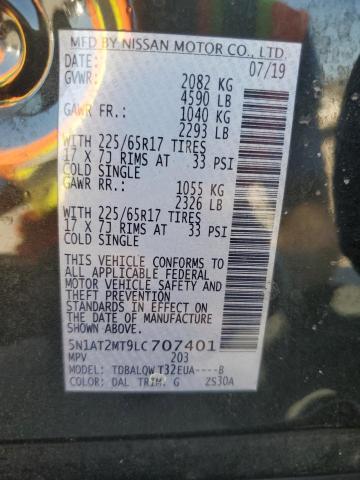 MFD BY NISSAN MOTOR CO., LTD.
DATE: 07/19
GVWR: 2082 KG
4590 LB
GAWR FR.: 1040 KG
2293 LB
WITH 225/65R17 TIRES
17 X 7J RIMS AT 33 PSI
COLD SINGLE
GAWR RR.: 1055 KG
2326 LB
WITH 225/65R17 TIRES
17 X 7J RIMS AT 33 PSI
COLD SINGLE
THIS VEHICLE CONFORMS TO
ALL APPLICABLE FEDERAL
MOTOR VEHICLE SAFETY
THEFT PREVENTION, AND BUMPER
STANDARDS IN EFFECT ON THE
DATE OF MFR. SHOWN ABOVE.
5N1AT2MT9LC707401
MPV 203
MODEL: TDBALQW T32EUA----B
COLOR: DAL TRIM: G ZS30A